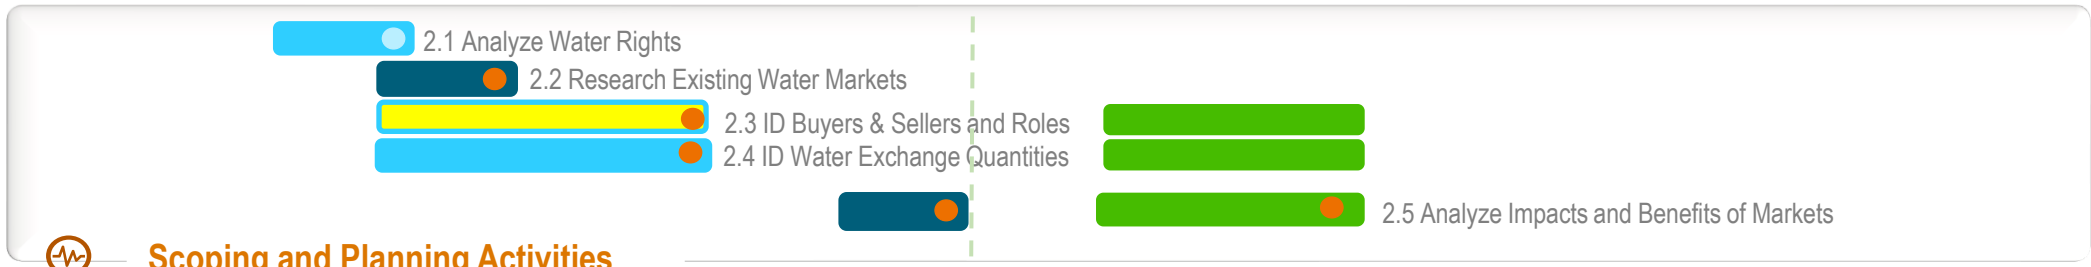 2.1 Analyze Water Rights
2.2 Research Existing Water Markets
2.3 ID Buyers & Sellers and Roles
2.4 ID Water Exchange Quantities
2.5 Analyze Impacts and Benefits of Markets
Scoping and Planning Activities